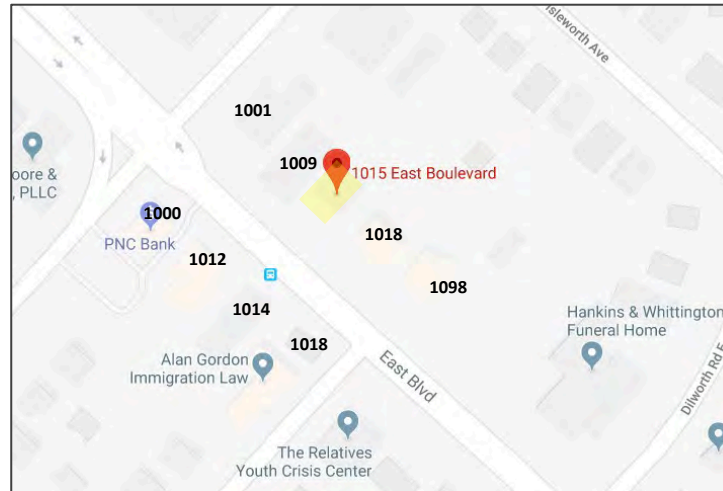 sleworth Ave
1001
oore &
, PLLC
1009
1015 East Boulevard
1000
PNC Bank
1018
1012
1098
1014
Hankins & Whittington
Funeral Home
1018
Alan Gordon
Immigration Law
East Blvd
Dilworth Rd E
The Relatives
Youth Crisis Center